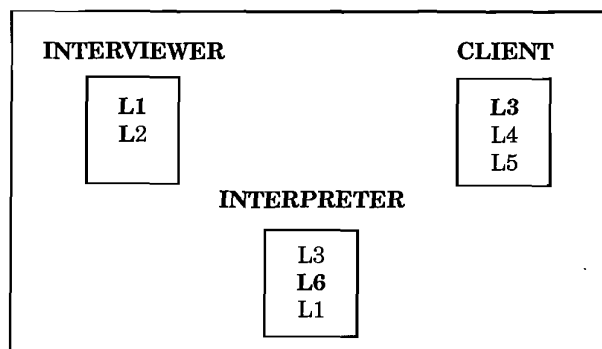 INTERVIEWER CLIENT
L1 L3
L2 L4
L5
INTERPRETER
L3
L6
L1